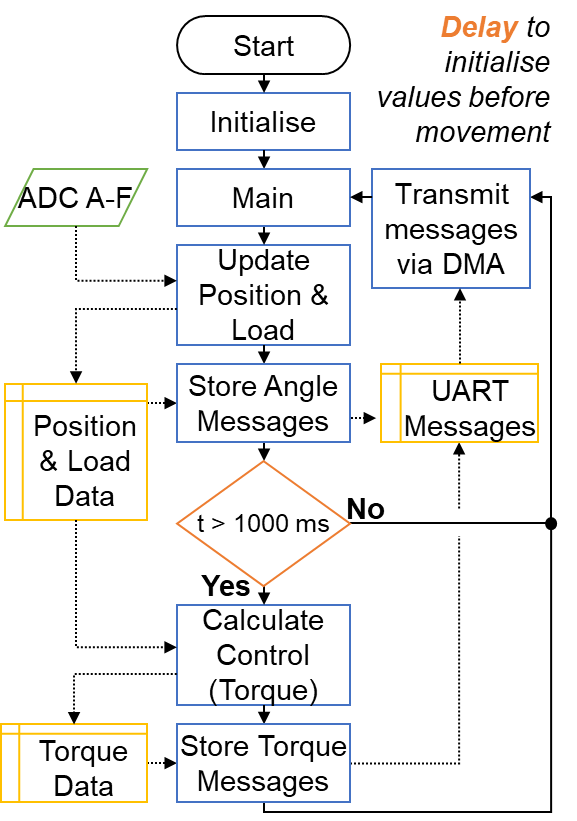 Start
Delay to
initialise
values before
movement
Initialise
ADC A-F
Main
Transmit
messages
via DMA
Update
Position &
Load
Store Angle
Messages
UART
Messages
Position
& Load
Data
t > 1000 ms
No
Yes
Calculate
Control
(Torque)
Torque
Data
Store Torque
Messages